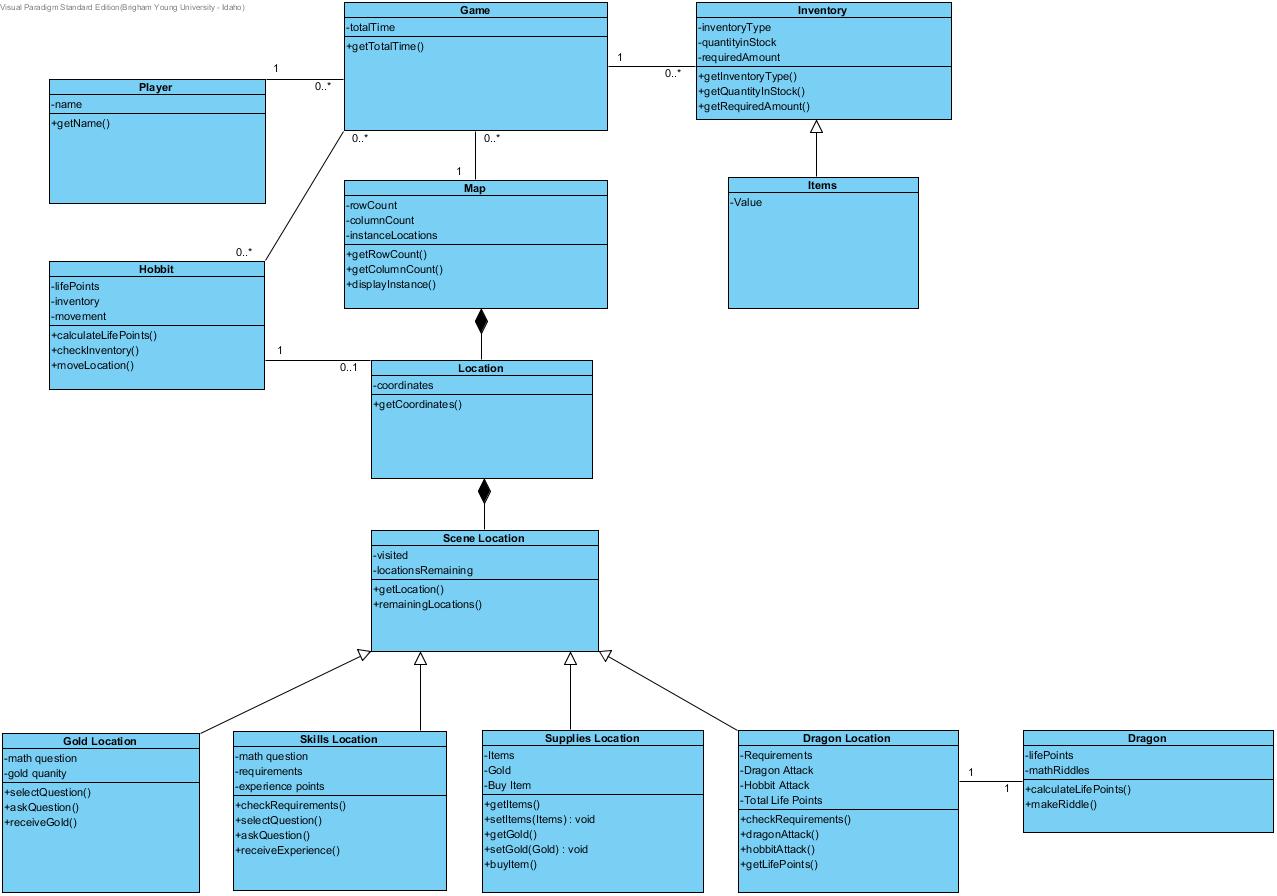 Visual Paradigm Standard Edition(Brigham Young University - Idaho)
Game
-totalTime
+getTotalTime()
Inventory
-inventoryType
-quantityinStock
-requiredAmount
+getInventoryType()
+getQuantityInStock()
+getRequiredAmount()
1
0..*
1
0..*
Player
-name
+getName()
0..*
0..*
1
0..*
Map
-rowCount
-columnCount
-instanceLocations
+getRowCount()
+getColumnCount()
+displayInstance()
Items
-Value
Hobbit
-lifePoints
-inventory
-movement
+calculateLifePoints()
+checkInventory()
+moveLocation()
1
0..1
Location
-coordinates
+getCoordinates()
Scene Location
-visited
-locationsRemaining
+getLocation()
+remainingLocations()
Gold Location
-math question
-gold quanity
+selectQuestion()
+askQuestion()
+receiveGold()
Skills Location
-math question
-requirements
-experience points
+checkRequirements()
+selectQuestion()
+askQuestion()
+receiveExperience()
Supplies Location
-Items
-Gold
-Buy Item
+getItems()
+setItems(Items) : void
+getGold()
+setGold(Gold) : void
+buyItem()
Dragon Location
-Requirements
-Dragon Attack
-Hobbit Attack
-Total Life Points
+checkRequirements()
+dragonAttack()
+hobbitAttack()
+getLifePoints()
1
1
Dragon
-lifePoints
-mathRiddles
+calculateLifePoints()
+makeRiddle()